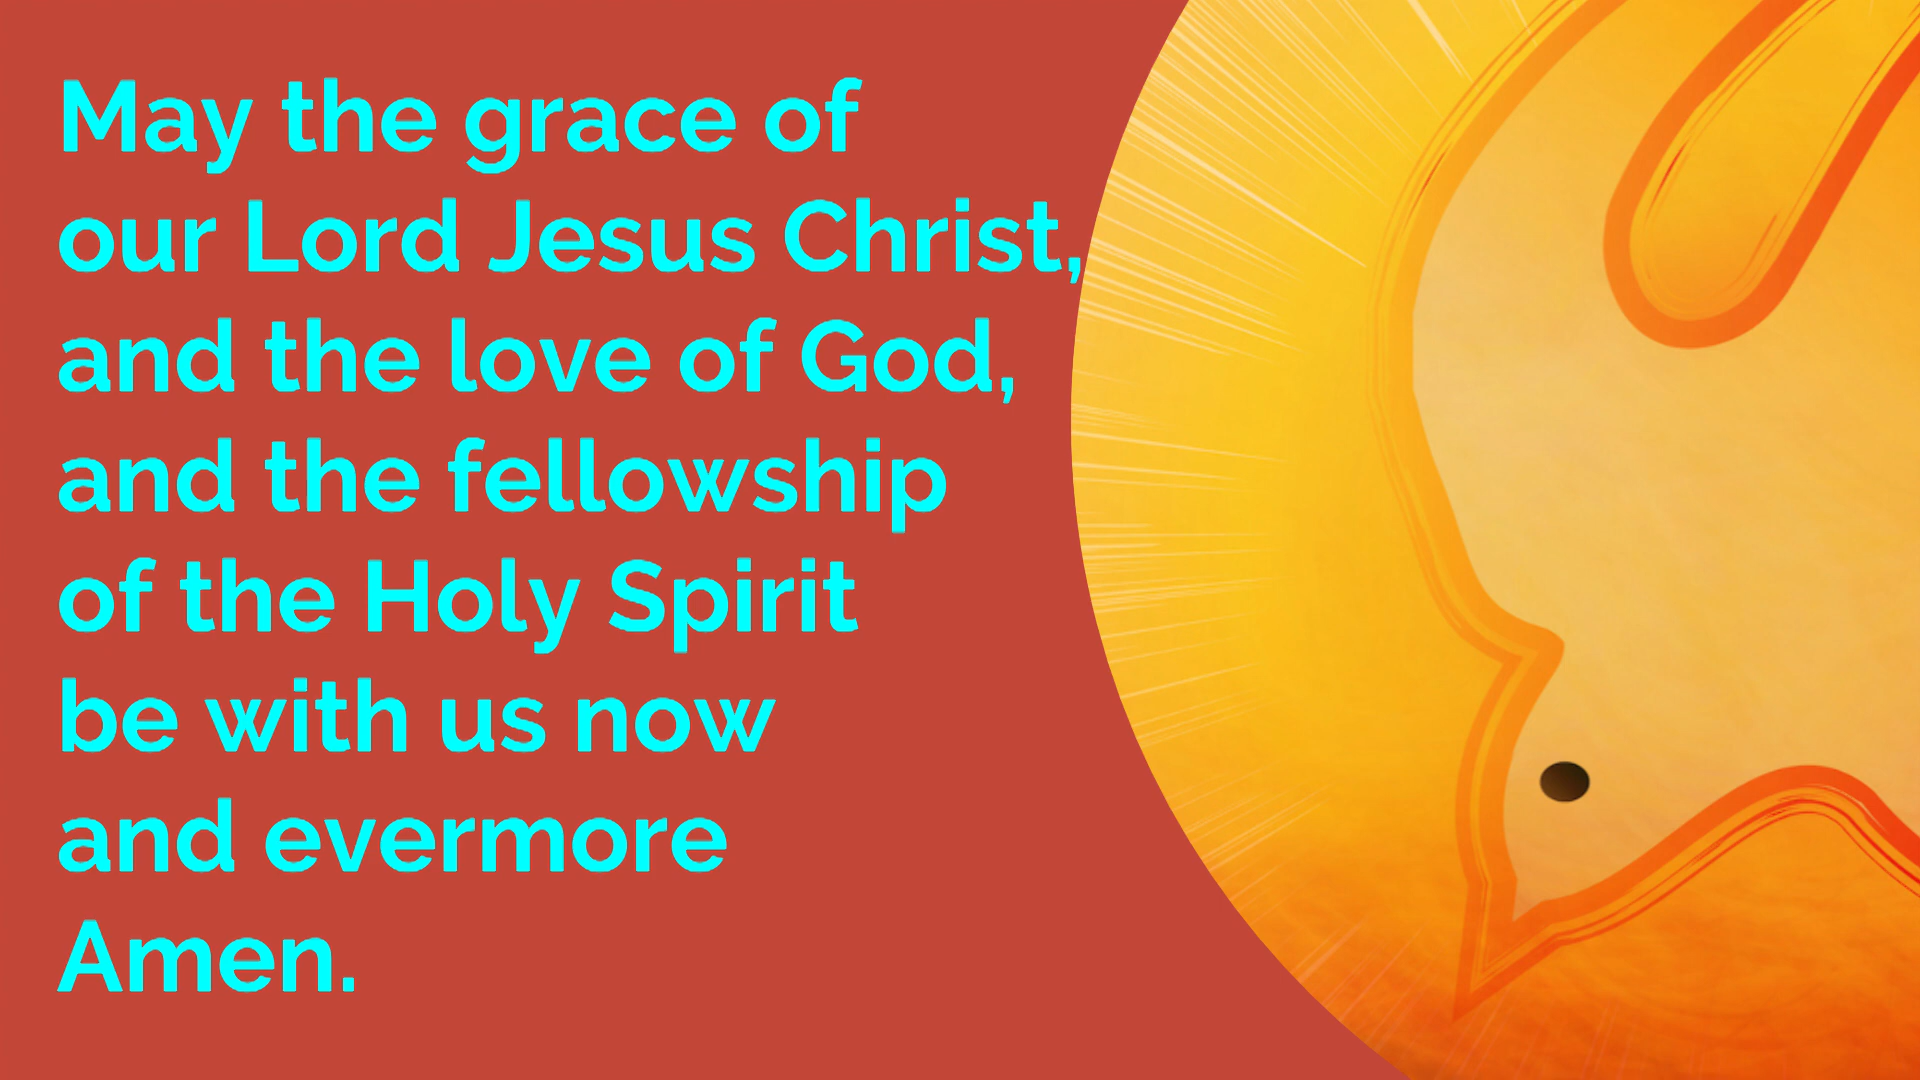 May the grace of
our Lord Jesus Christ,
and the love of God,
and the fellowship
of the Holy Spirit
be with us now
and evermore
Amen.